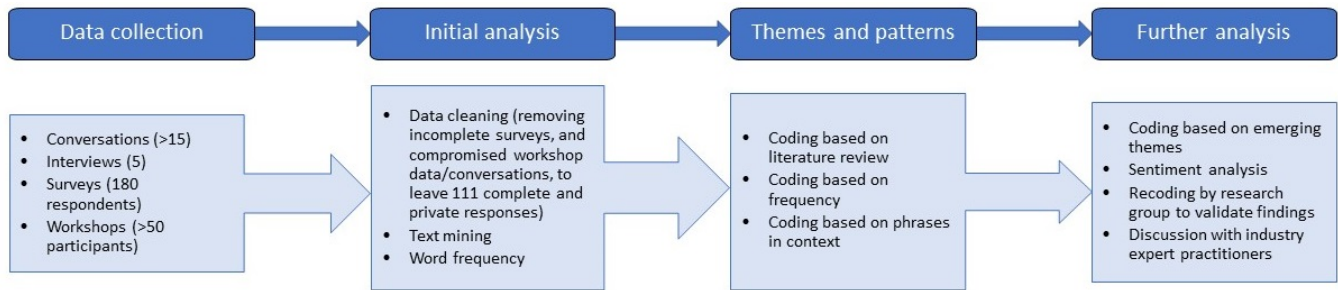 Data collection
Initial analysis
Themes and patterns
Further analysis
• Conversations (>15)
• Interviews (5)
• Surveys (180
respondents)
• Workshops (>50
participants)
• Data cleaning (removing
incomplete surveys, and
compromised workshop
data/conversations, to
leave 111 complete and
private responses)
• Text mining
• Word frequency
• Coding based on
literature review
• Coding based on
frequency
• Coding based on phrases
in context
• Coding based on emerging
themes
• Sentiment analysis
• Recoding by research
group to validate findings
• Discussion with industry
expert practitioners